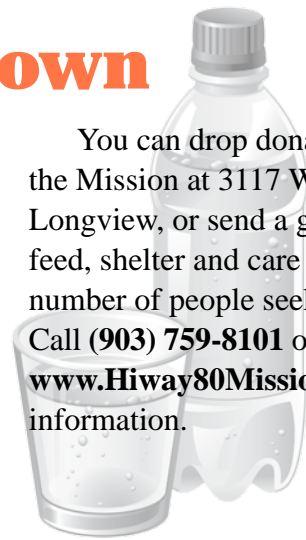 own
You can drop dona
the Mission at 3117 W
Longview, or send a g
feed, shelter and care
number of people seek
Call (903) 759-8101 o
www.Hiway80Missio
information.